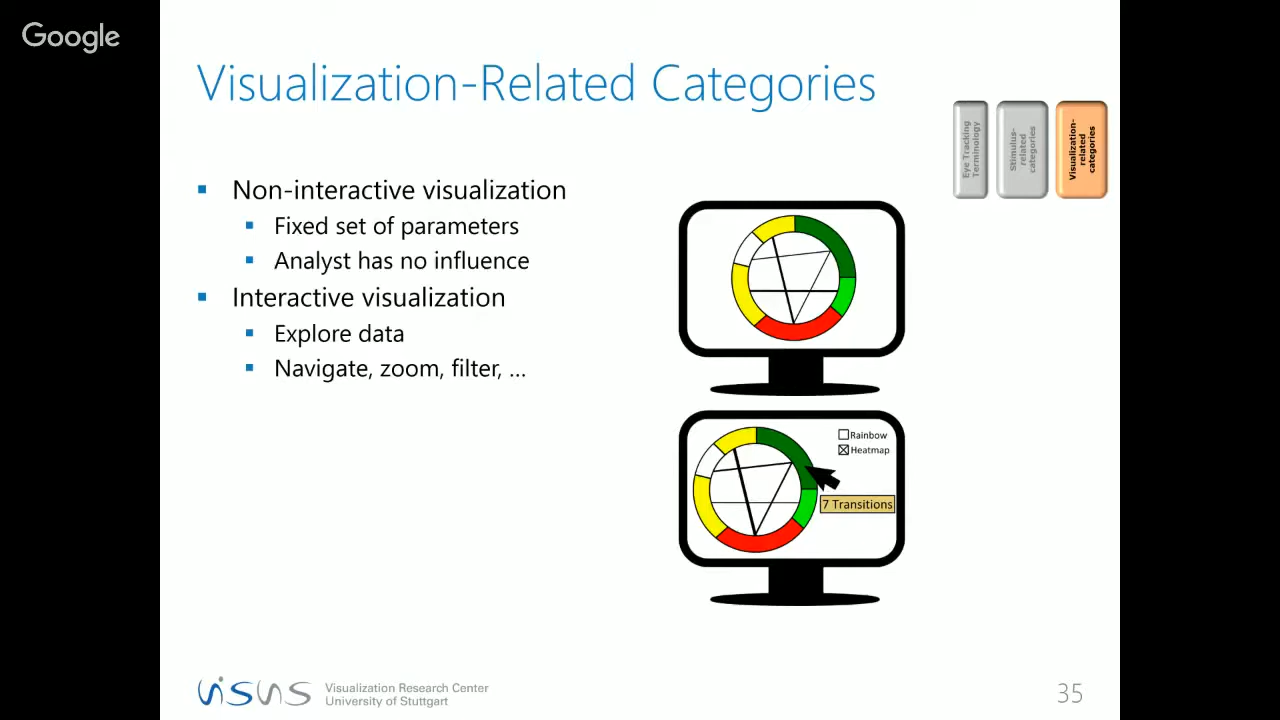 Google
Visualization-Related Categories
Eye Tracking
Terminology
Stimulus-
related
categories
Visualization-
related
categories
Non-interactive visualization
Fixed set of parameters
Analyst has no influence
Interactive visualization
Explore data
Navigate, zoom, filter, ...
Rainbow
Heatmap
7 Transitions
VISUS
Visualization Research Center
University of Stuttgart
35